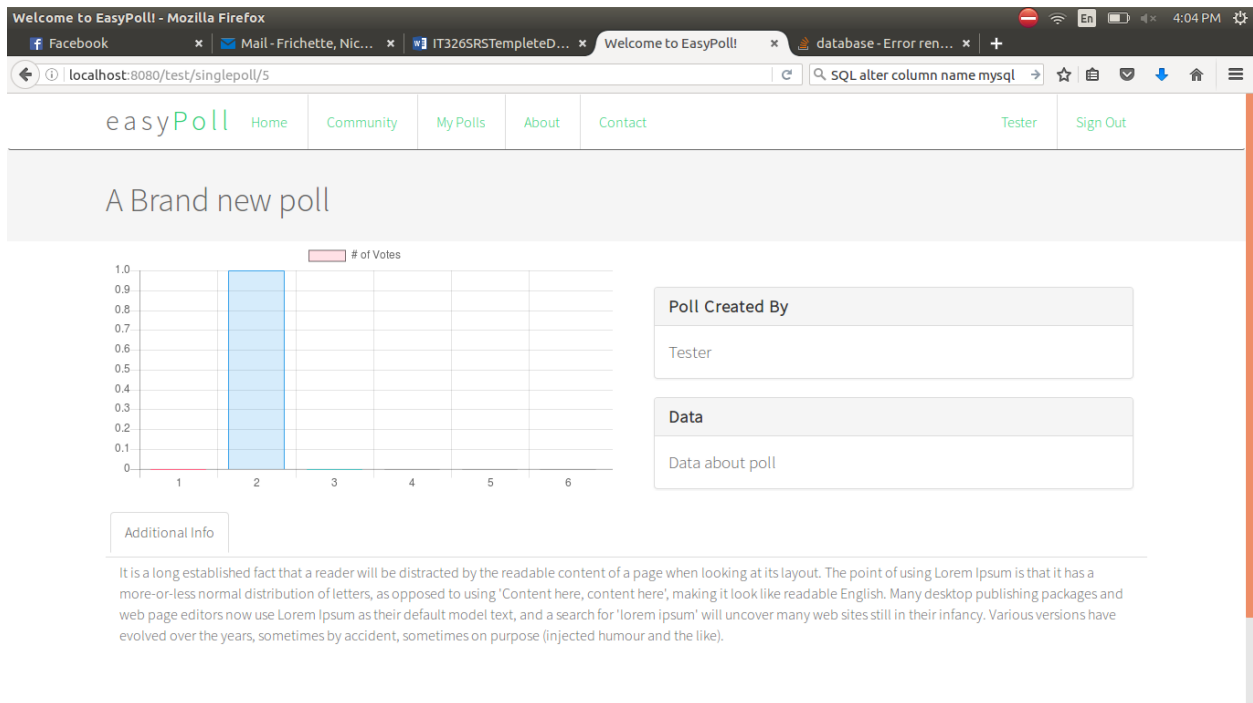 Welcome to EasyPoll! - Mozilla Firefox
En
4:04 PM
Facebook
Mail - Frichette, Nic...
IT326SRSTempleteD...
Welcome to EasyPoll!
database - Error ren...
localhost:8080/test/singlepoll/5
SQL alter column name mysql
easyPoll
Home
Community
My Polls
About
Contact
Tester
Sign Out
A Brand new poll
# of Votes
1.0
0.9
0.8
0.7
0.6
0.5
0.4
0.3
0.2
0.1
0
1
2
3
4
5
6
Poll Created By
Tester
Data
Data about poll
Additional Info
It is a long established fact that a reader will be distracted by the readable content of a page when looking at its layout. The point of using Lorem Ipsum is that it has a
more-or-less normal distribution of letters, as opposed to using 'Content here, content here', making it look like readable English. Many desktop publishing packages and
web page editors now use Lorem Ipsum as their default model text, and a search for 'lorem ipsum' will uncover many web sites still in their infancy. Various versions have
evolved over the years, sometimes by accident, sometimes on purpose (injected humour and the like).